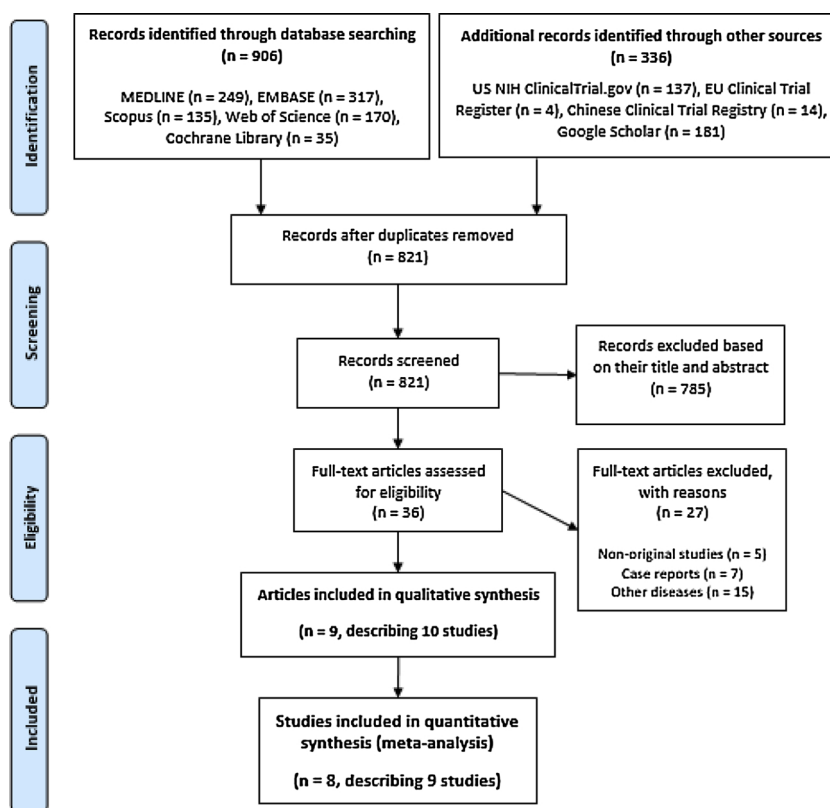 Identification
Records identified through database searching
(n = 906)
MEDLINE (n = 249), EMBASE (n = 317),
Scopus (n = 135), Web of Science (n = 170),
Cochrane Library (n = 35)
Additional records identified through other sources
(n = 336)
US NIH ClinicalTrial.gov (n = 137), EU Clinical Trial
Register (n = 4), Chinese Clinical Trial Registry (n = 14),
Google Scholar (n = 181)
Screening
Records after duplicates removed
(n = 821)
Records screened
(n = 821)
Records excluded based
on their title and abstract
(n = 785)
Eligibility
Full-text articles assessed
for eligibility
(n = 36)
Full-text articles excluded,
with reasons
(n = 27)
Non-original studies (n = 5)
Case reports (n = 7)
Other diseases (n = 15)
Articles included in qualitative synthesis
(n = 9, describing 10 studies)
Included
Studies included in quantitative
synthesis (meta-analysis)
(n = 8, describing 9 studies)